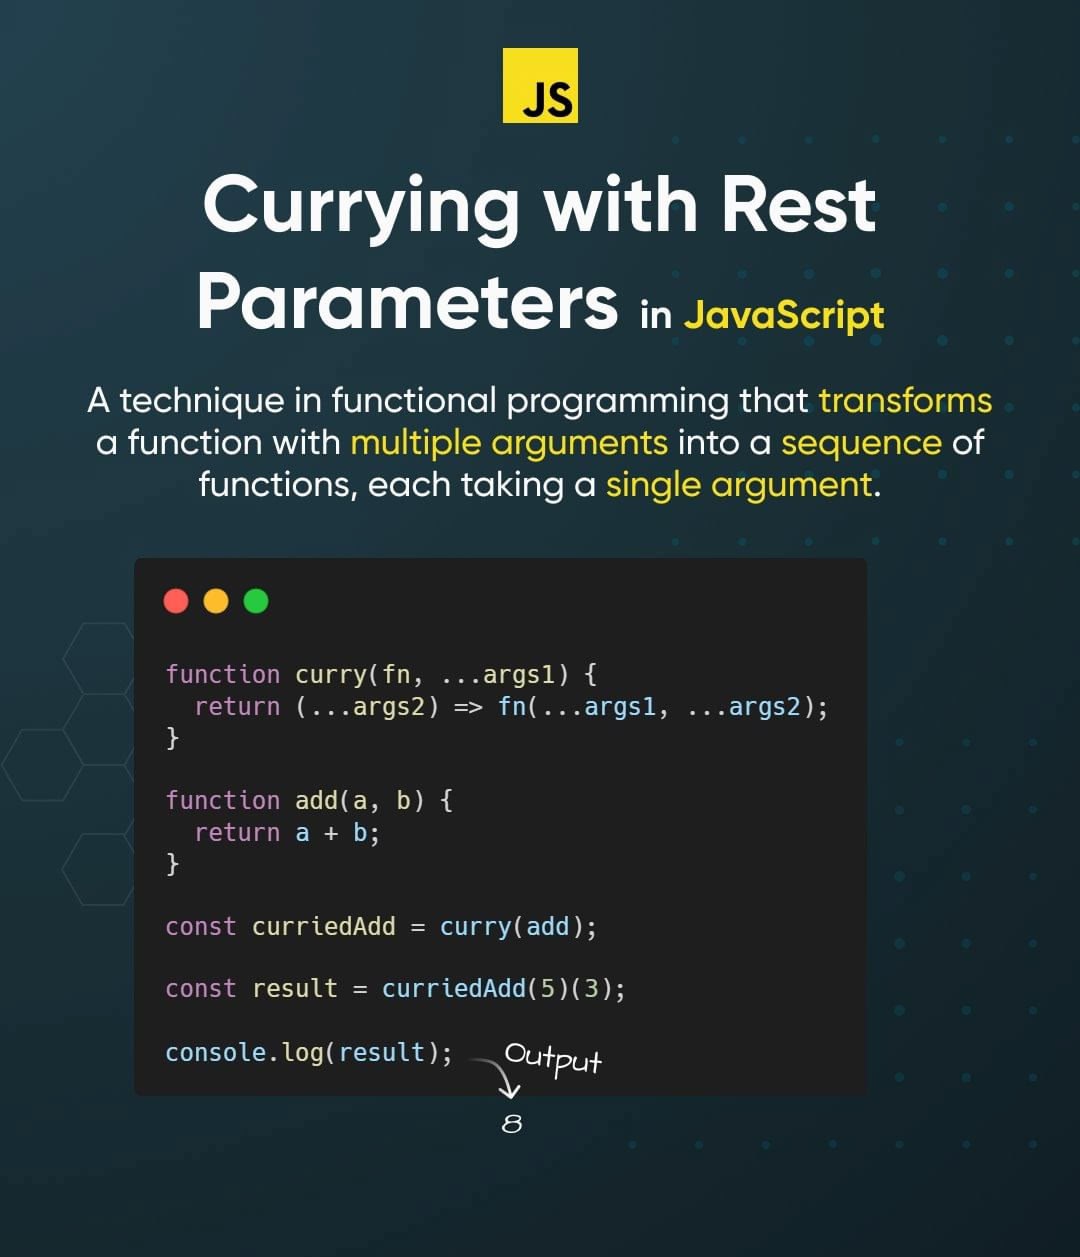 JS
Currying with Rest
Parameters in JavaScript
A technique in functional programming that transforms
a function with multiple arguments into a sequence of
functions, each taking a single argument.
function curry(fn, ...args1) {
  return (...args2) => fn(...args1, ...args2);
}
function add(a, b) {
  return a + b;
}
const curriedAdd = curry(add);
const result = curriedAdd(5)(3);
console.log(result);
Output
8